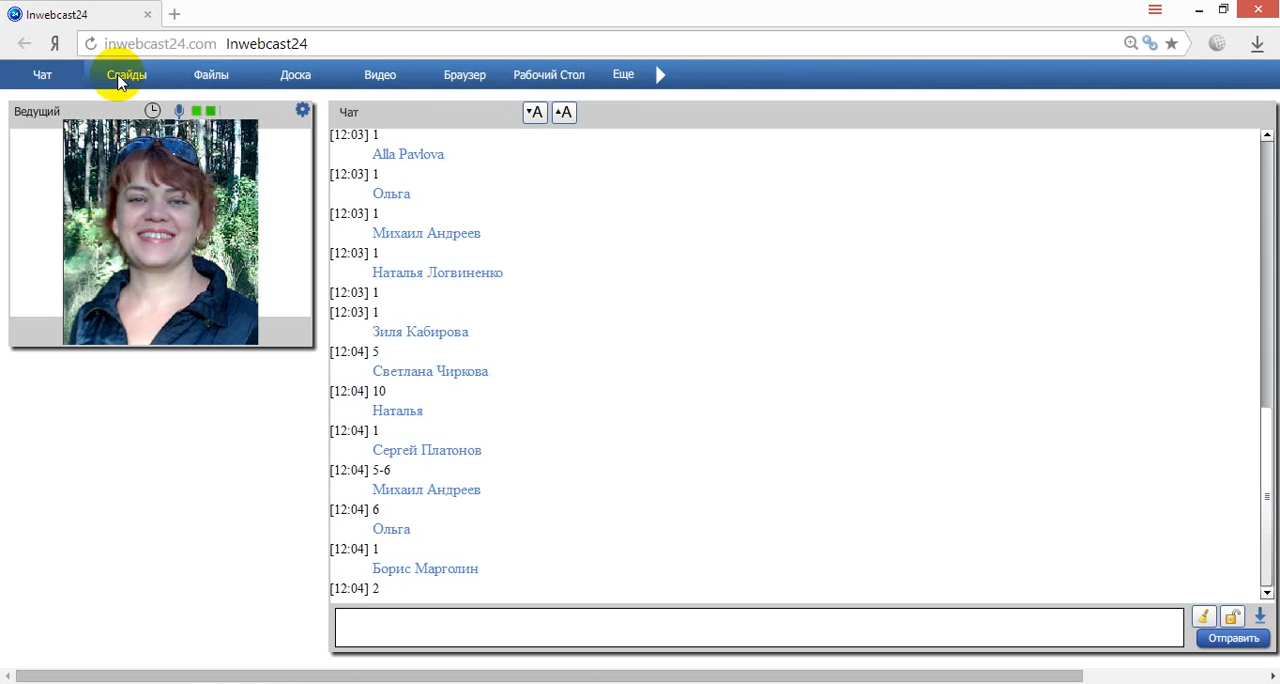 Inwebcast24
Я inwebcast24.com Inwebcast24
Чат Слайды Файлы Доска Видео Браузер Рабочий Стол Еще
Ведущий
Чат
A A
[12:03] 1
Alla Pavlova
[12:03] 1
Ольга
[12:03] 1
Михаил Андреев
[12:03] 1
Наталья Логвиненко
[12:03] 1
[12:03] 1
Зиля Кабирова
[12:04] 5
Светлана Чиркова
[12:04] 10
Наталья
[12:04] 1
Сергей Платонов
[12:04] 5-6
Михаил Андреев
[12:04] 6
Ольга
[12:04] 1
Борис Марголин
[12:04] 2
Отправить